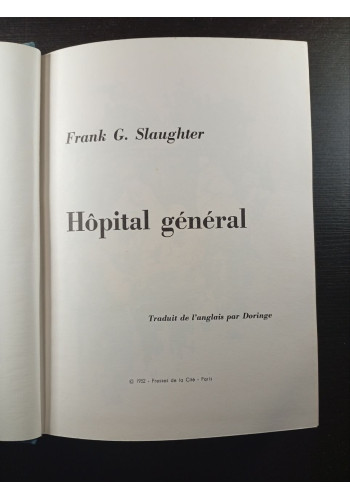 Frank G. Slaughter
Hôpital général
Traduit de l'anglais par Doringe
© 1952 - Presses de la Cité - Paris